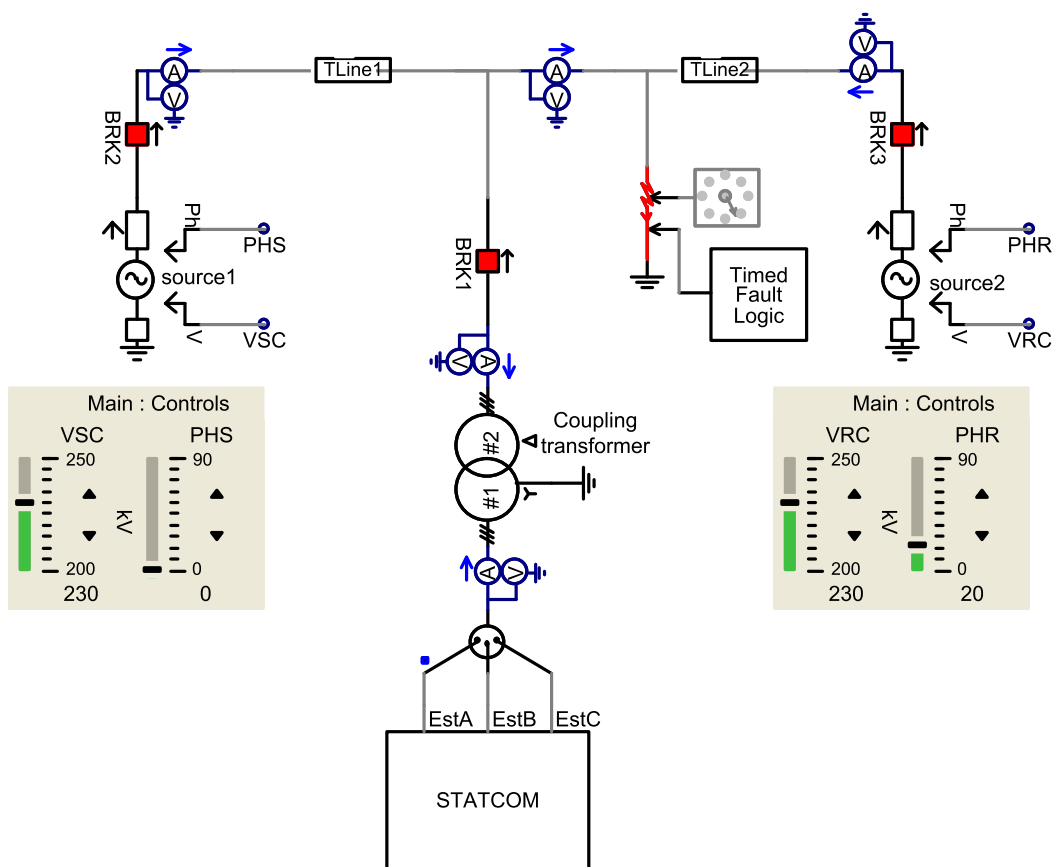 TLine1
TLine2
A
V
A
V
V
A
BRK2
BRK3
BRK1
Ph
PHS
source1
V
VSC
Timed
Fault
Logic
Ph
PHR
source2
V
VRC
V
A
Main : Controls
VSC
PHS
250
90
kV
200
0
230
0
#2
#1
Coupling
transformer
Y
A
V
Main : Controls
VRC
PHR
250
90
kV
200
0
230
20
EstA
EstB
EstC
STATCOM